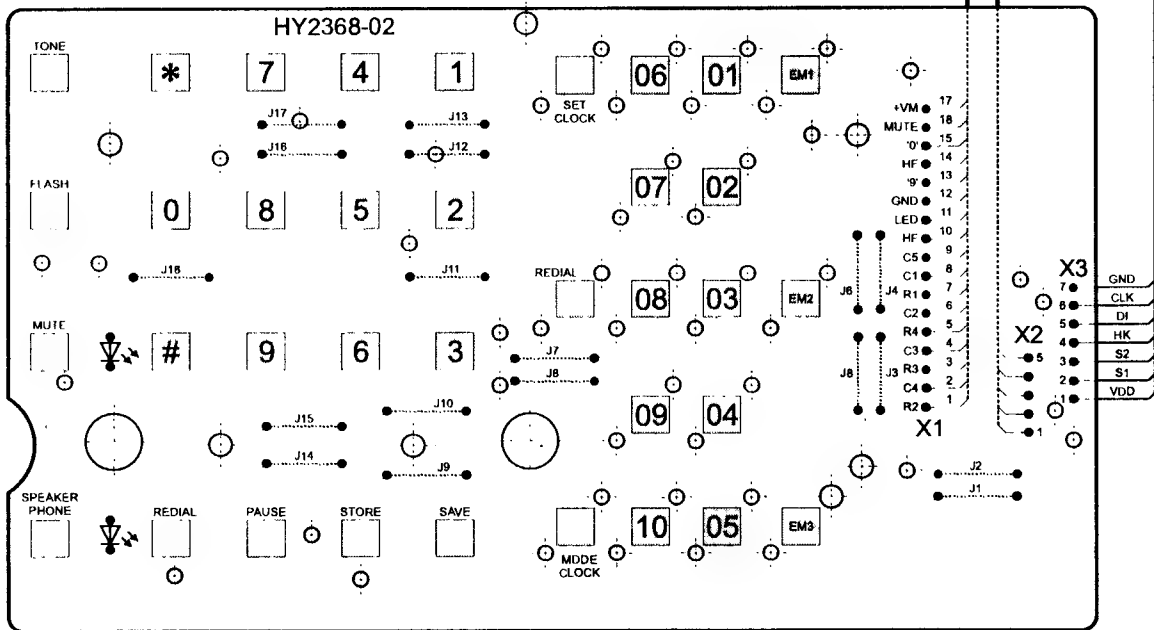 HY2368-02
TONE
* 7 4 1
SET
CLOCK
06 01 EM1
J17 J13
J16 J12
FLASH
0 8 5 2
07 02
J18 J11
REDIAL
08 03 EM2
MUTE
# 9 6 3
J7
J8
J10
J15
J14
J9
09 04
SPEAKER
PHONE
REDIAL PAUSE STORE SAVE
MDDE
CLOCK
10 05 EM3
+VM 17
MUTE 18
'0' 15
HF 14
'9' 13
GND 12
LED 11
HF 10
C5 9
C1 8
R1 7
C2 6
R4 5
C3 4
R3 3
C4 2
R2 1
X1
J6 J4
J8 J3
J2
J1
X2
5
1
X3
7 GND
6 CLK
5 DI
4 HK
3 S2
2 S1
1 VDD